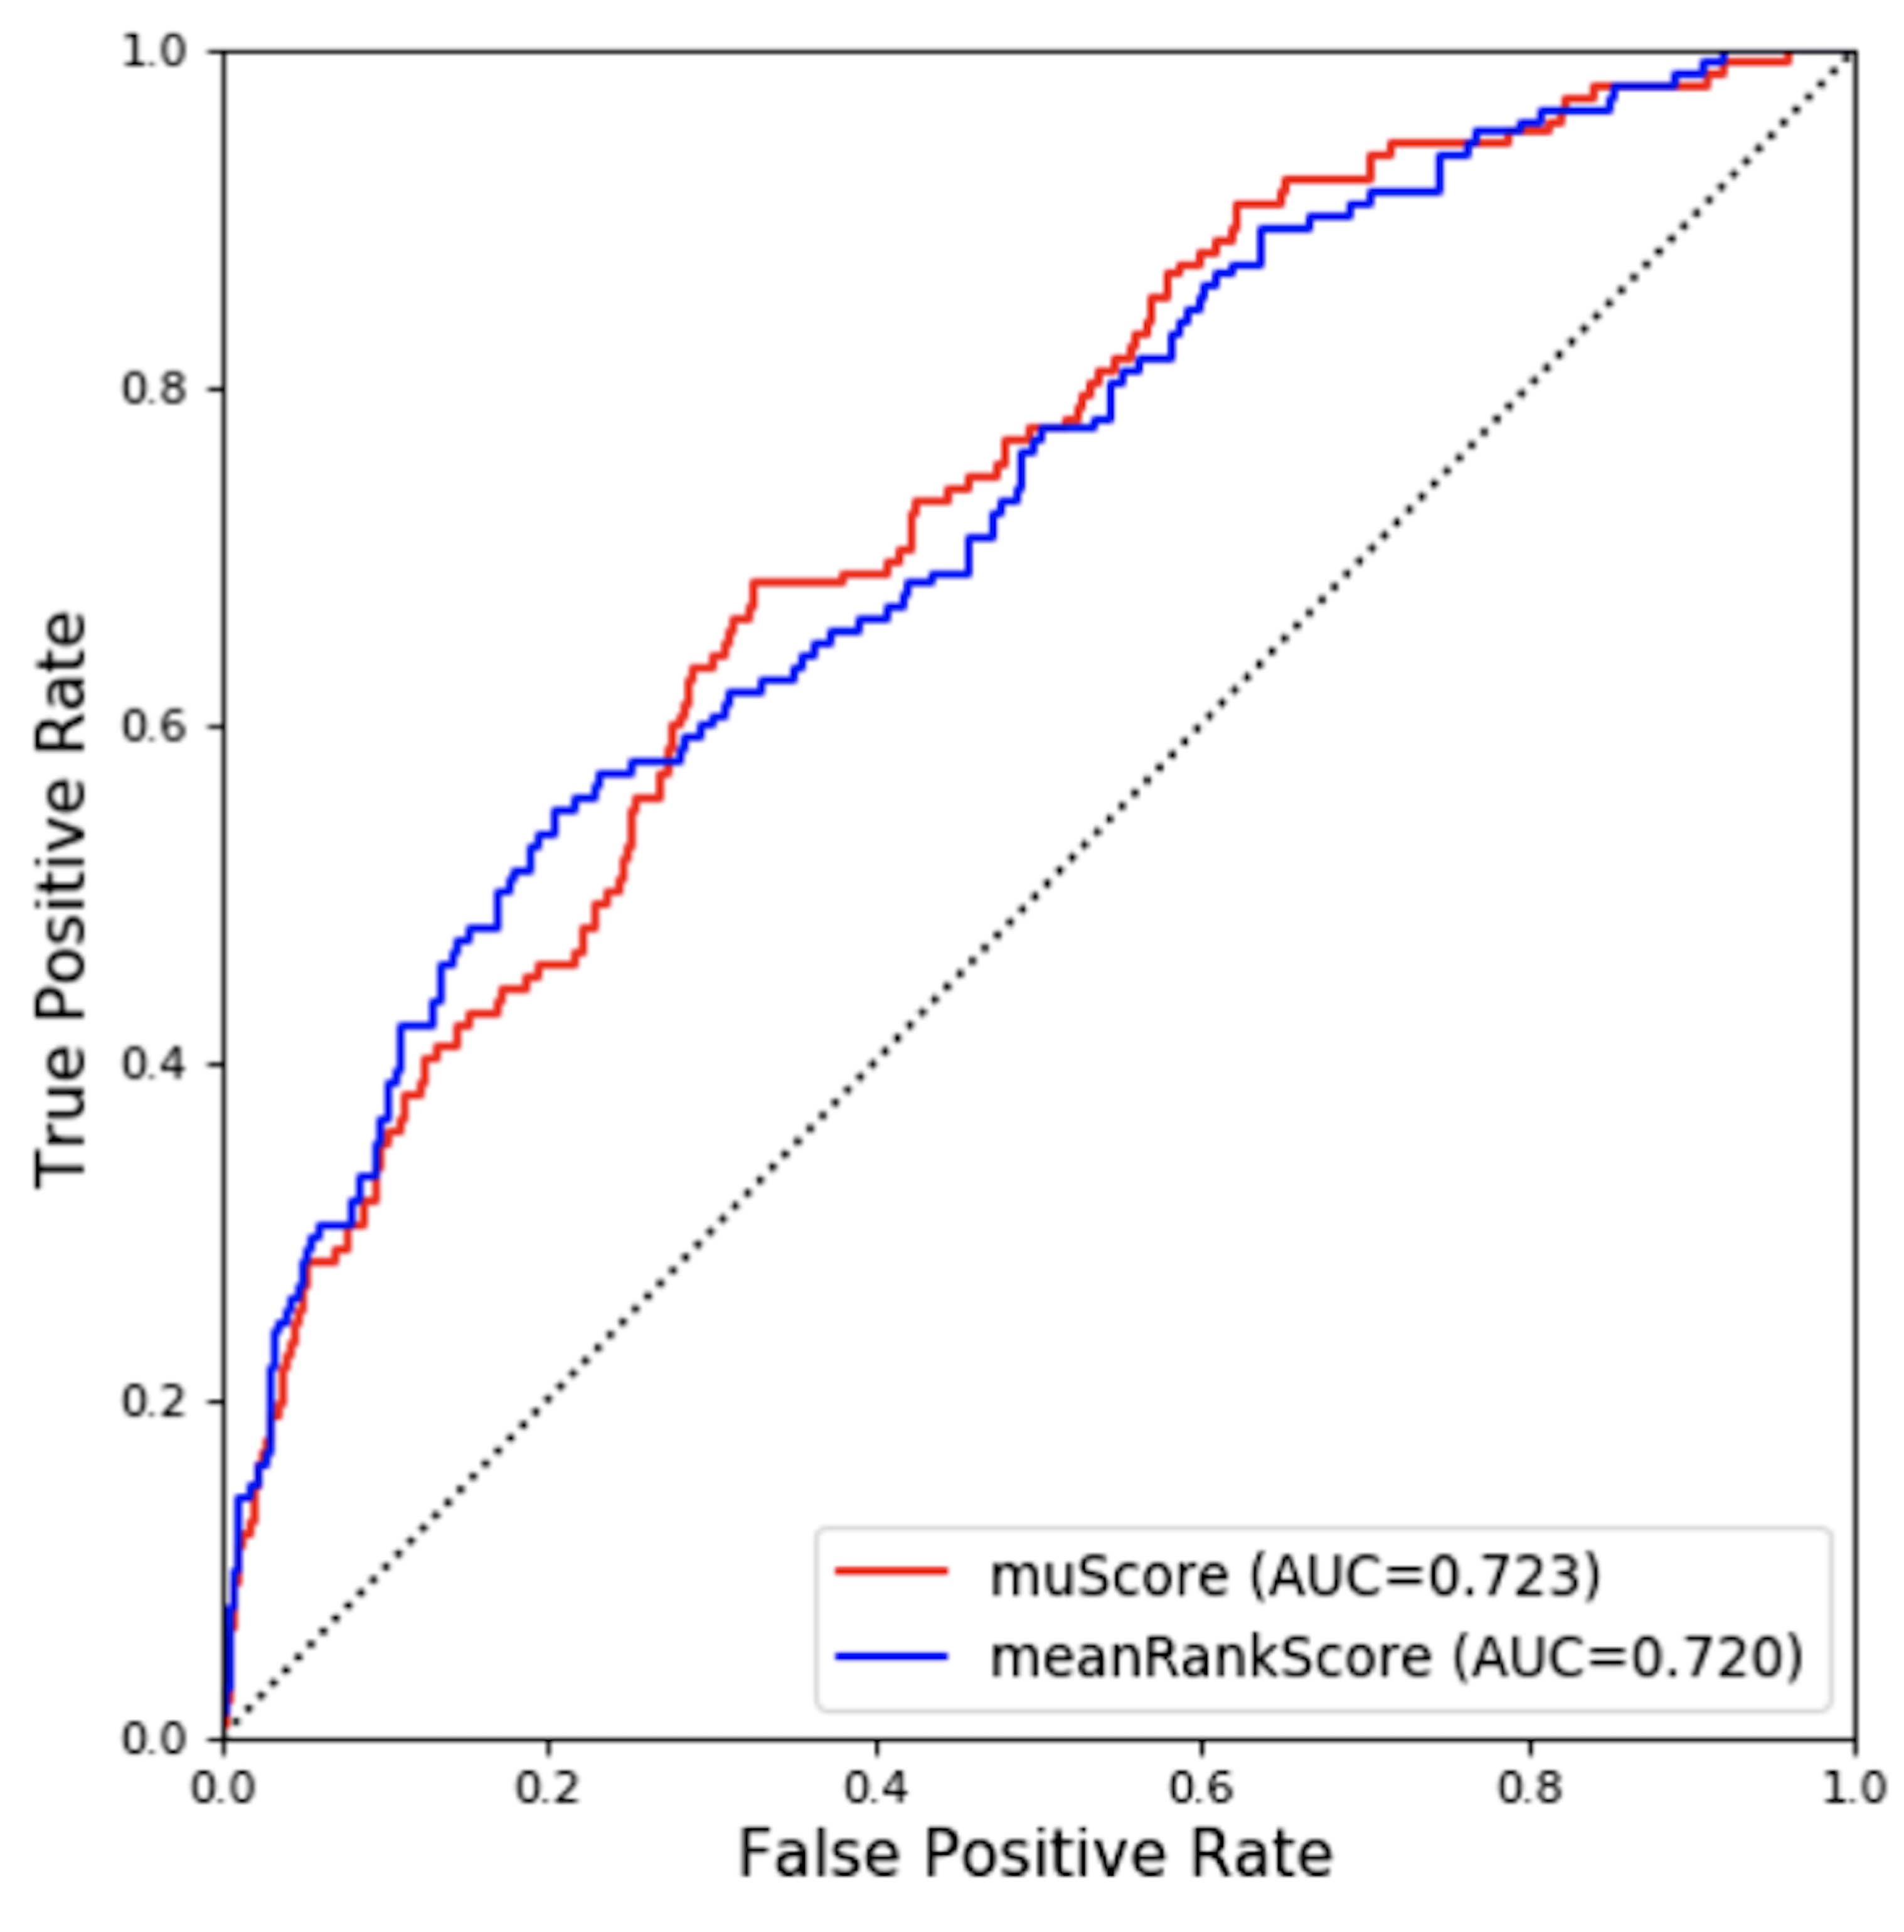 1.0
0.8
0.6
0.4
0.2
0.0
True Positive Rate
muScore (AUC=0.723)
meanRankScore (AUC=0.720)
0.0 0.2 0.4 0.6 0.8 1.0
False Positive Rate